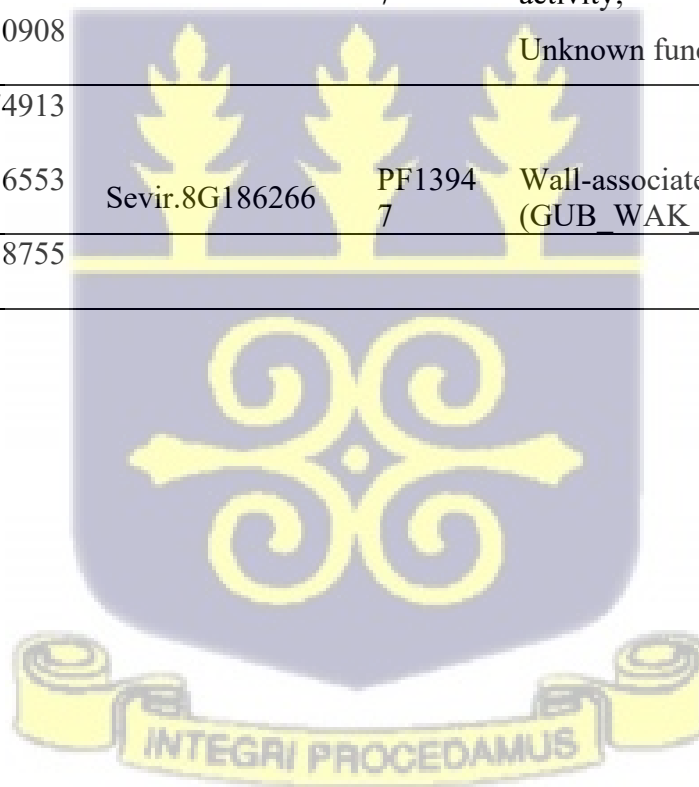 activity;
0908
Unknown func
4913
6553 Sevir.8G186266 PF1394 Wall-associate
7 (GUB_WAK_
8755
INTEGRI PROCEDAMUS